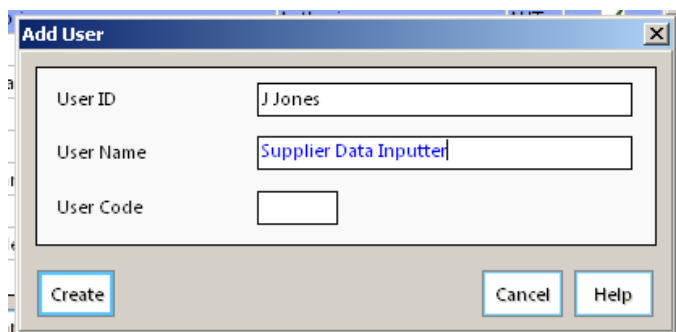 Add User
User ID J Jones
User Name Supplier Data Inputter
User Code
Create Cancel Help